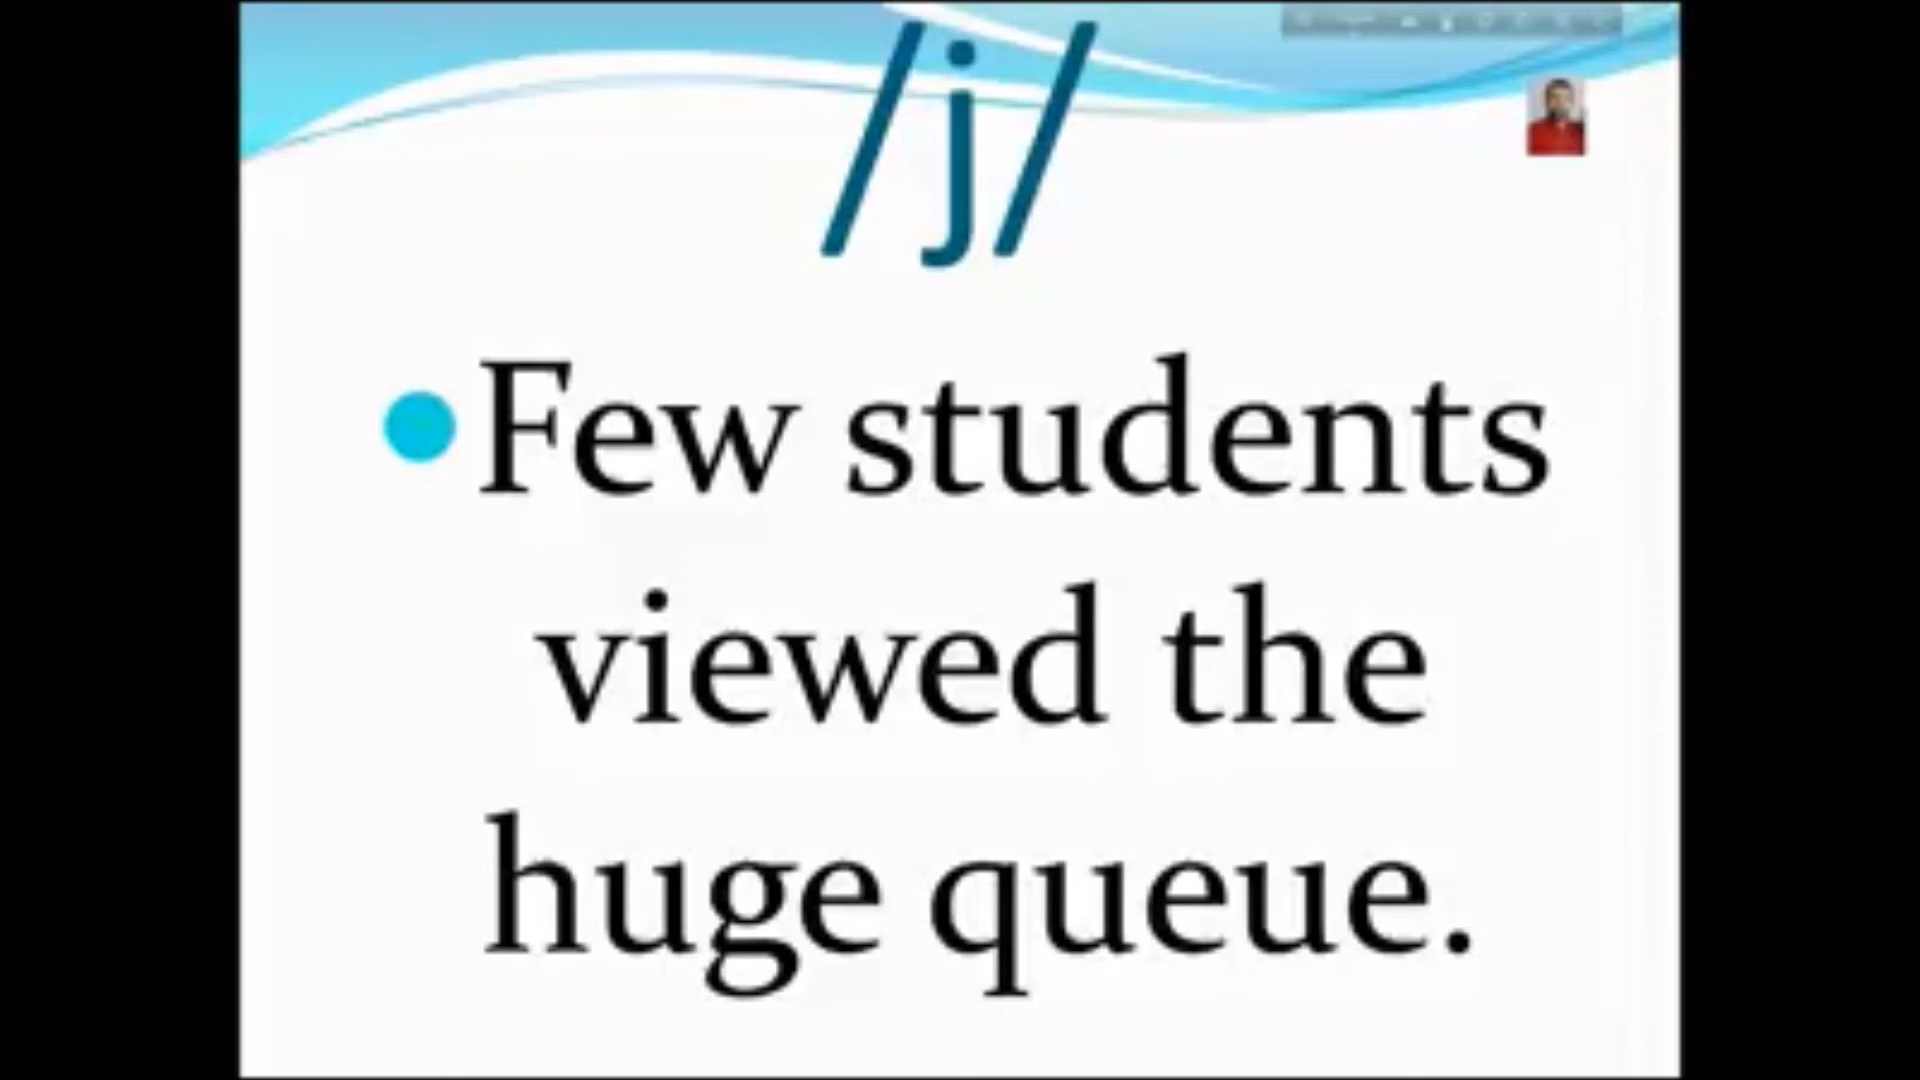 /j/
•Few students
viewed the
huge queue.